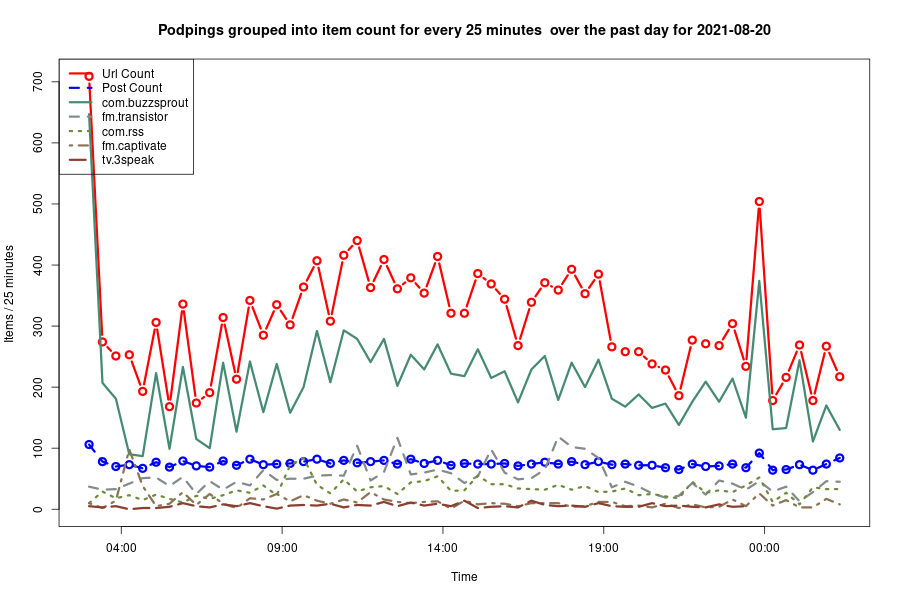 Podpings grouped into item count for every 25 minutes  over the past day for 2021-08-20
Items / 25 minutes
700
600
500
400
300
200
100
0
Url Count
Post Count
com.buzzsprout
fm.transistor
com.rss
fm.captivate
tv.3speak
04:00
09:00
14:00
19:00
00:00
Time